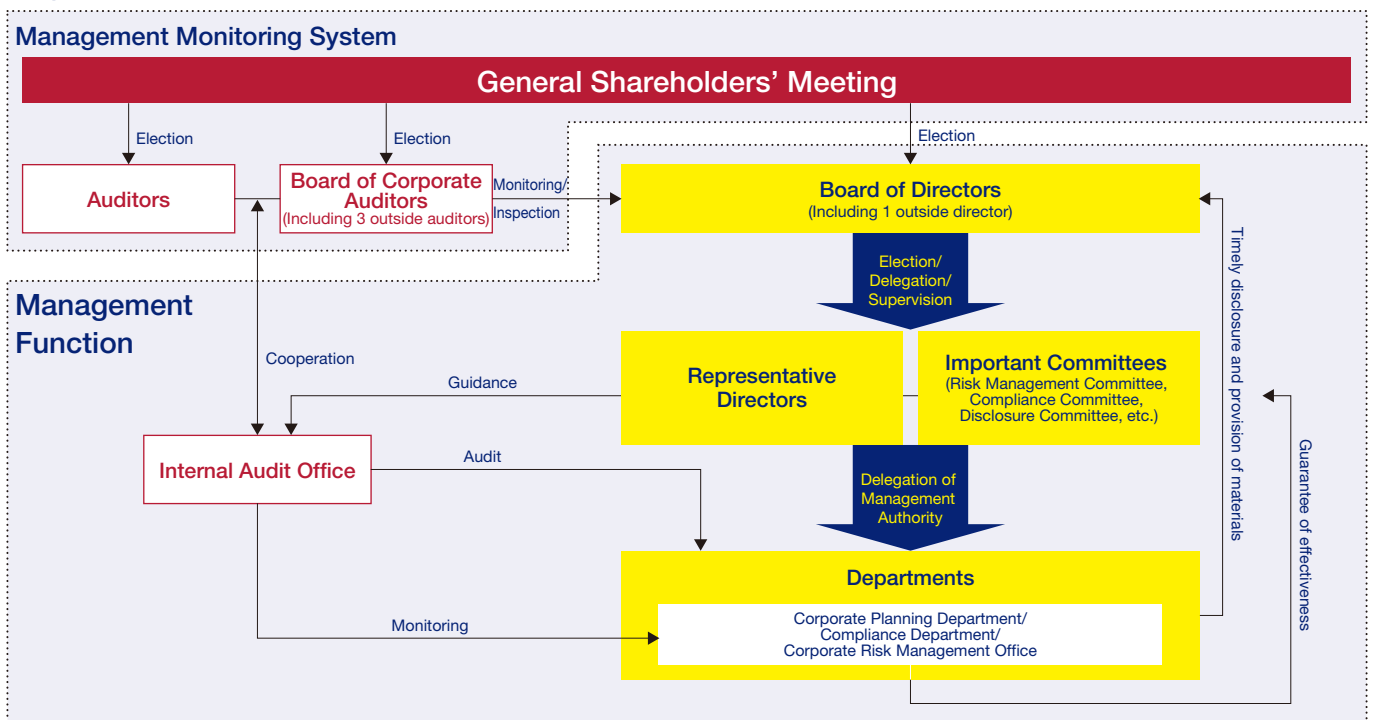 Management Monitoring System
General Shareholders’ Meeting
Election
Election
Election
Auditors
Board of Corporate
Auditors
(Including 3 outside auditors)
Monitoring/
Inspection
Board of Directors
(Including 1 outside director)
Election/
Delegation/
Supervision
Timely disclosure and provision of materials
Management
Function
Cooperation
Guidance
Representative
Directors
Important Committees
(Risk Management Committee,
Compliance Committee,
Disclosure Committee, etc.)
Guarantee of effectiveness
Internal Audit Office
Audit
Delegation of
Management
Authority
Departments
Monitoring
Corporate Planning Department/
Compliance Department/
Corporate Risk Management Office